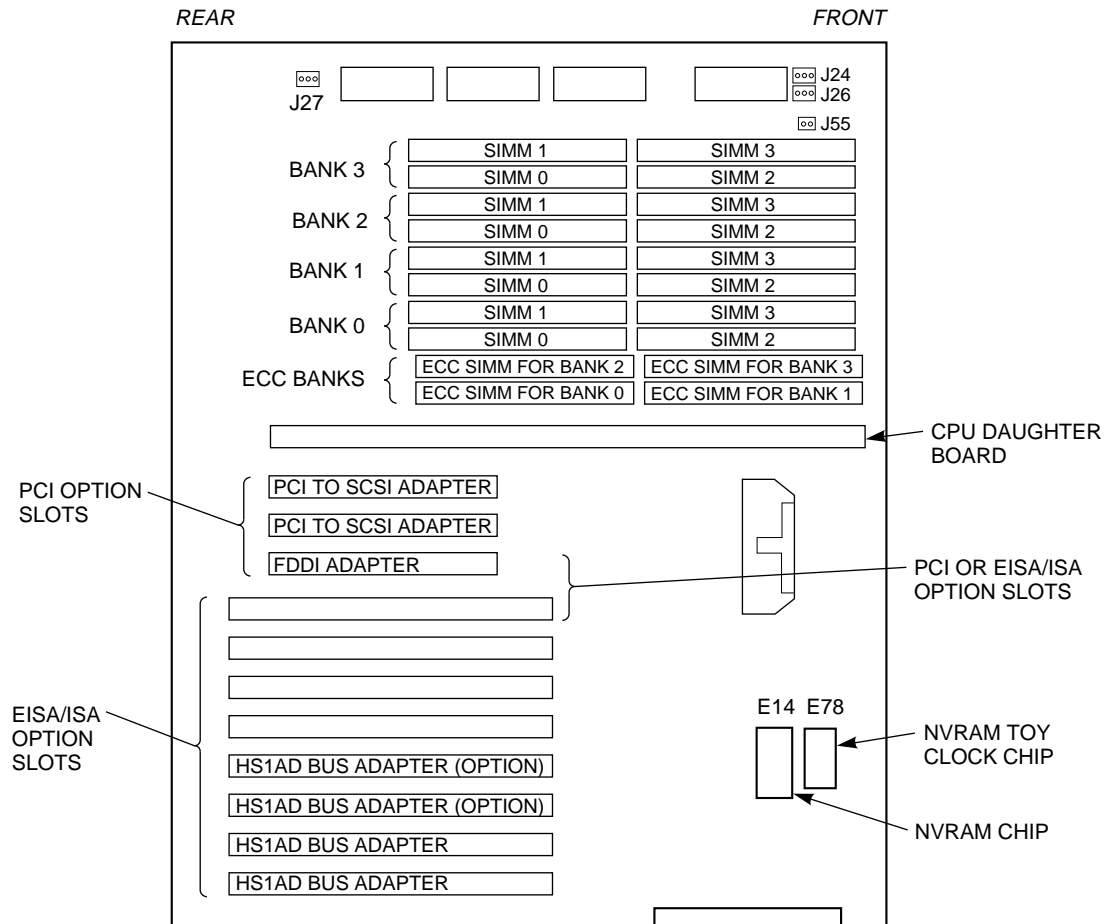 REAR FRONT
J27
J24
J26
J55
BANK 3
SIMM 1 SIMM 3
SIMM 0 SIMM 2
BANK 2
SIMM 1 SIMM 3
SIMM 0 SIMM 2
BANK 1
SIMM 1 SIMM 3
SIMM 0 SIMM 2
BANK 0
SIMM 1 SIMM 3
SIMM 0 SIMM 2
ECC BANKS
ECC SIMM FOR BANK 2 ECC SIMM FOR BANK 3
ECC SIMM FOR BANK 0 ECC SIMM FOR BANK 1
CPU DAUGHTER
BOARD
PCI OPTION
SLOTS
PCI TO SCSI ADAPTER
PCI TO SCSI ADAPTER
FDDI ADAPTER
PCI OR EISA/ISA
OPTION SLOTS
EISA/ISA
OPTION
SLOTS
E14 E78
NVRAM TOY
CLOCK CHIP
NVRAM CHIP
HS1AD BUS ADAPTER (OPTION)
HS1AD BUS ADAPTER (OPTION)
HS1AD BUS ADAPTER
HS1AD BUS ADAPTER